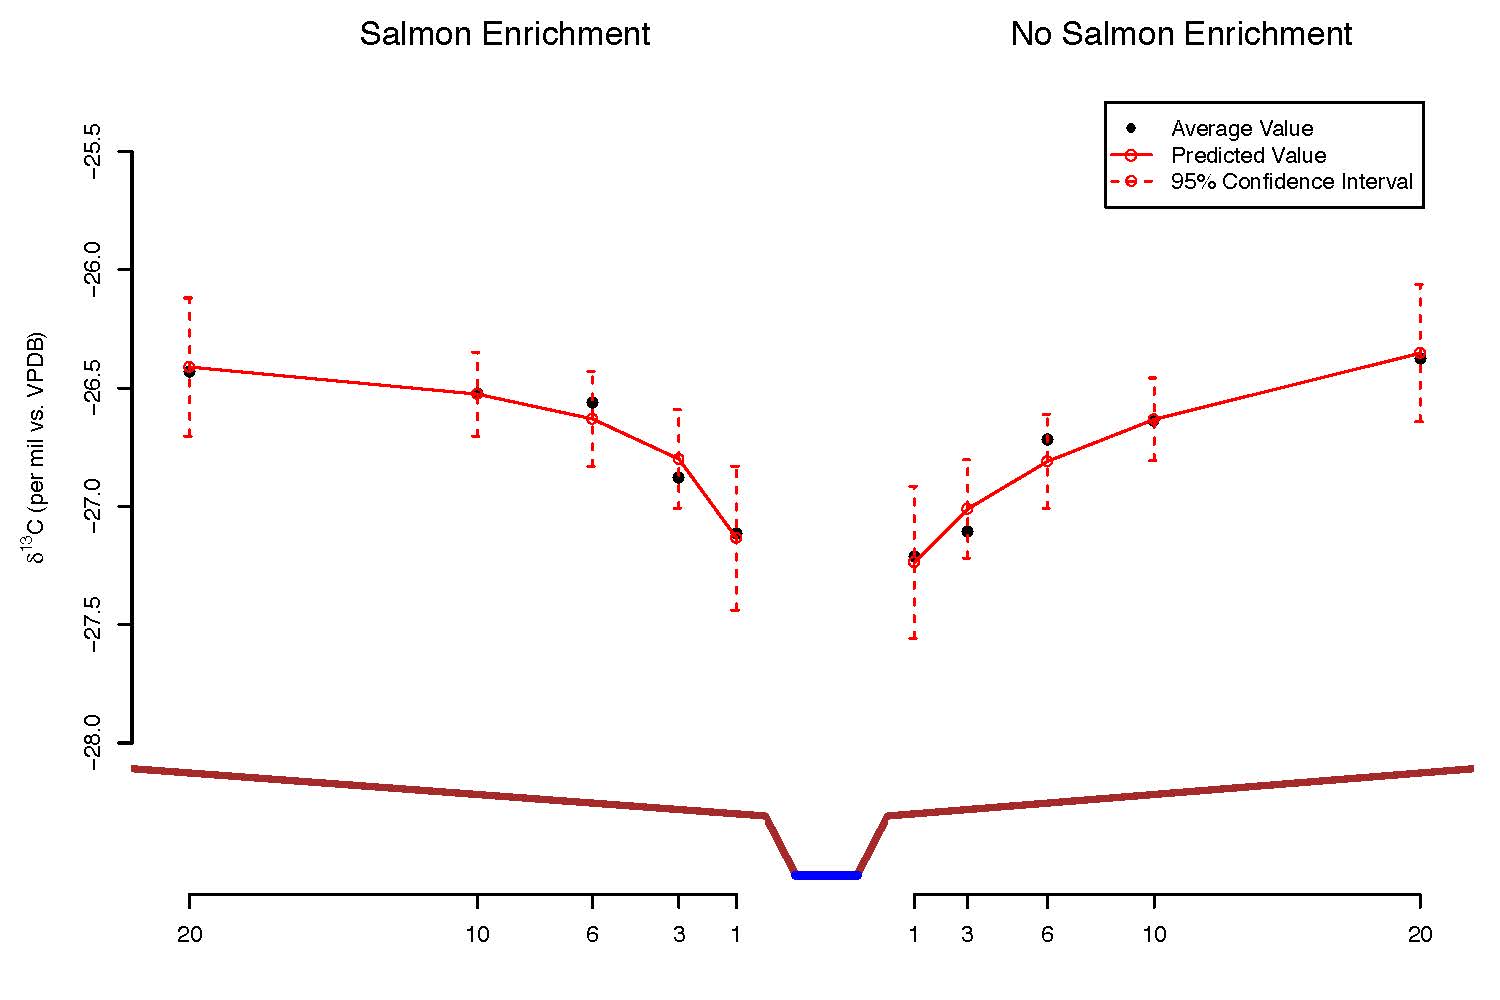 Salmon Enrichment
No Salmon Enrichment
Average Value
Predicted Value
95% Confidence Interval
−25.5
−26.0
−26.5
−27.0
−27.5
−28.0
δ¹³C (per mil vs. VPDB)
20 10 6 3 1
1 3 6 10 20